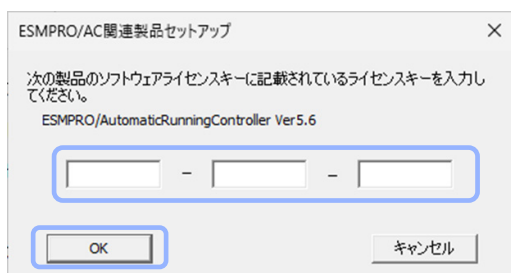 ESMPRO/AC関連製品セットアップ
次の製品のソフトウェアライセンスキーに記載されているライセンスキーを入力し
てください。
ESMPRO/AutomaticRunningController Ver5.6
- -
OK キャンセル